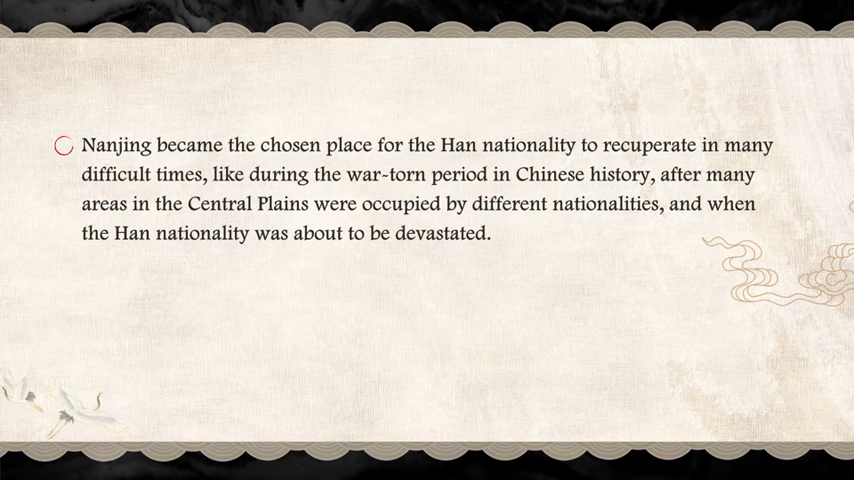 Nanjing became the chosen place for the Han nationality to recuperate in many
difficult times, like during the war-torn period in Chinese history, after many
areas in the Central Plains were occupied by different nationalities, and when
the Han nationality was about to be devastated.